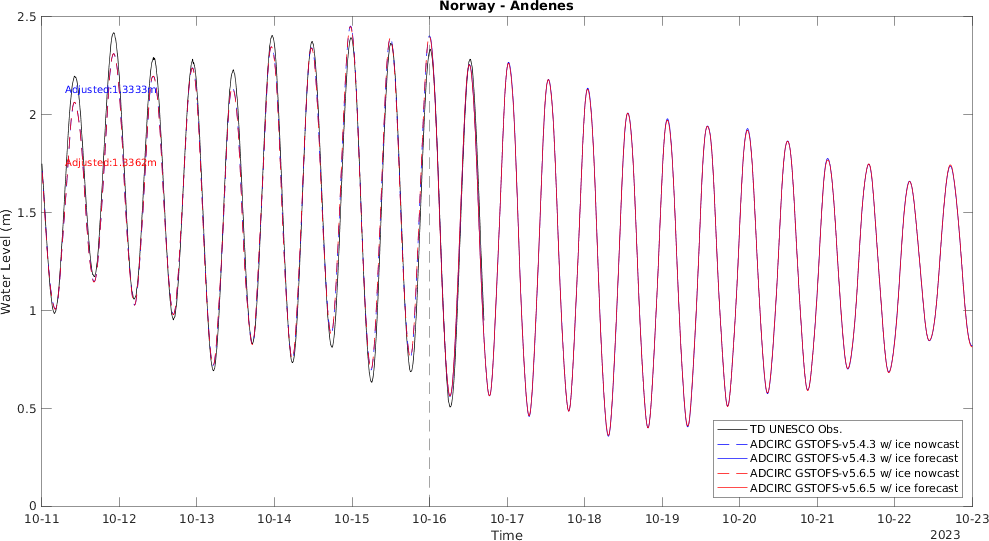 Norway - Andenes
2.5
2
1.5
1
0.5
0
Water Level (m)
Adjusted:1.3333m
Adjusted:1.3362m
TD UNESCO Obs.
ADCIRC GSTOFS-v5.4.3 w/ ice nowcast
ADCIRC GSTOFS-v5.4.3 w/ ice forecast
ADCIRC GSTOFS-v5.6.5 w/ ice nowcast
ADCIRC GSTOFS-v5.6.5 w/ ice forecast
10-11 10-12 10-13 10-14 10-15 10-16 10-17 10-18 10-19 10-20 10-21 10-22 10-23
Time
2023